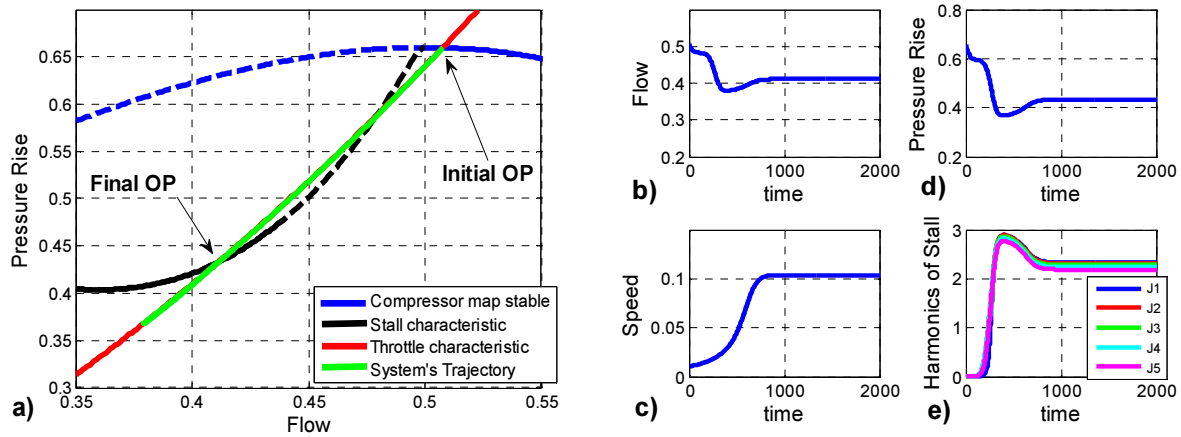 0.65
0.6
0.55
0.5
0.45
0.4
0.35
0.3
Pressure Rise
Initial OP
Final OP
Compressor map stable
Stall characteristic
Throttle characteristic
System's Trajectory
0.35
0.4
0.45
0.5
0.55
Flow
a)
0.6
0.5
0.4
0.3
0.2
Flow
0
1000
2000
time
b)
0.8
0.6
0.4
0.2
Pressure Rise
0
1000
2000
time
d)
0.1
0.05
0
Speed
0
1000
2000
time
c)
3
2
1
0
Harmonics of Stall
J1
J2
J3
J4
J5
0
1000
2000
time
e)